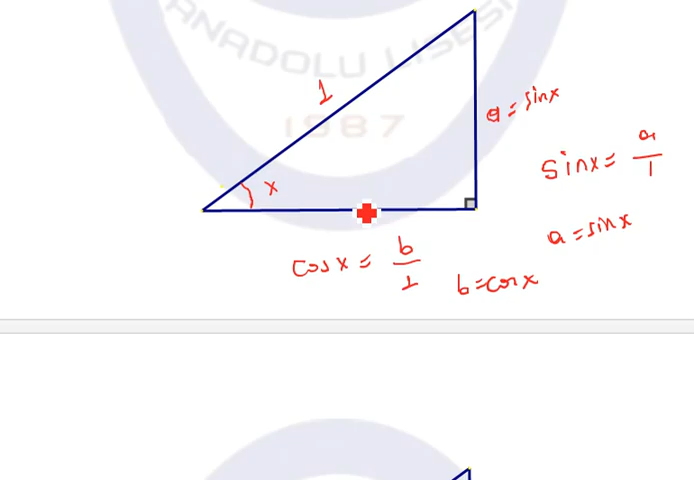 ANADOLU LİSESİ
1987
1
a = sinx
x
sinx = a/1
a = sinx
cosx = b/1
b = cosx